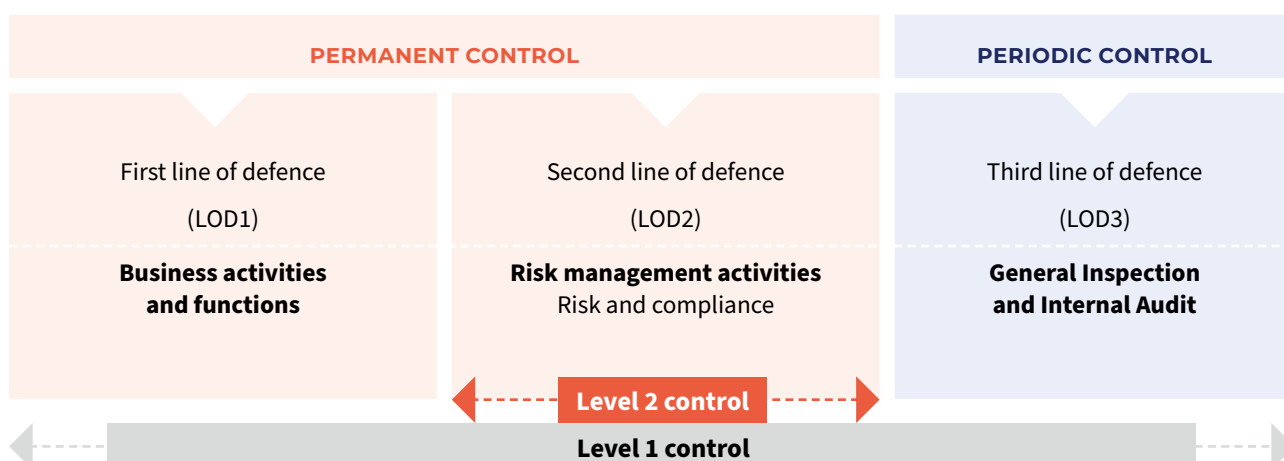 PERMANENT CONTROL
PERIODIC CONTROL
First line of defence
(LOD1)
Business activities
and functions
Second line of defence
(LOD2)
Risk management activities
Risk and compliance
Third line of defence
(LOD3)
General Inspection
and Internal Audit
Level 2 control
Level 1 control